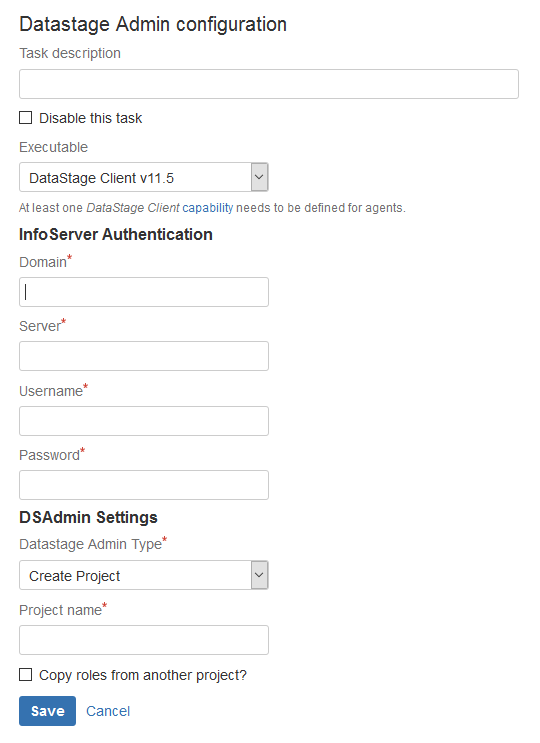 Datastage Admin configuration
Task description
Disable this task
Executable
DataStage Client v11.5
At least one DataStage Client capability needs to be defined for agents.
InfoServer Authentication
Domain*
Server*
Username*
Password*
DSAdmin Settings
Datastage Admin Type*
Create Project
Project name*
Copy roles from another project?
Save Cancel